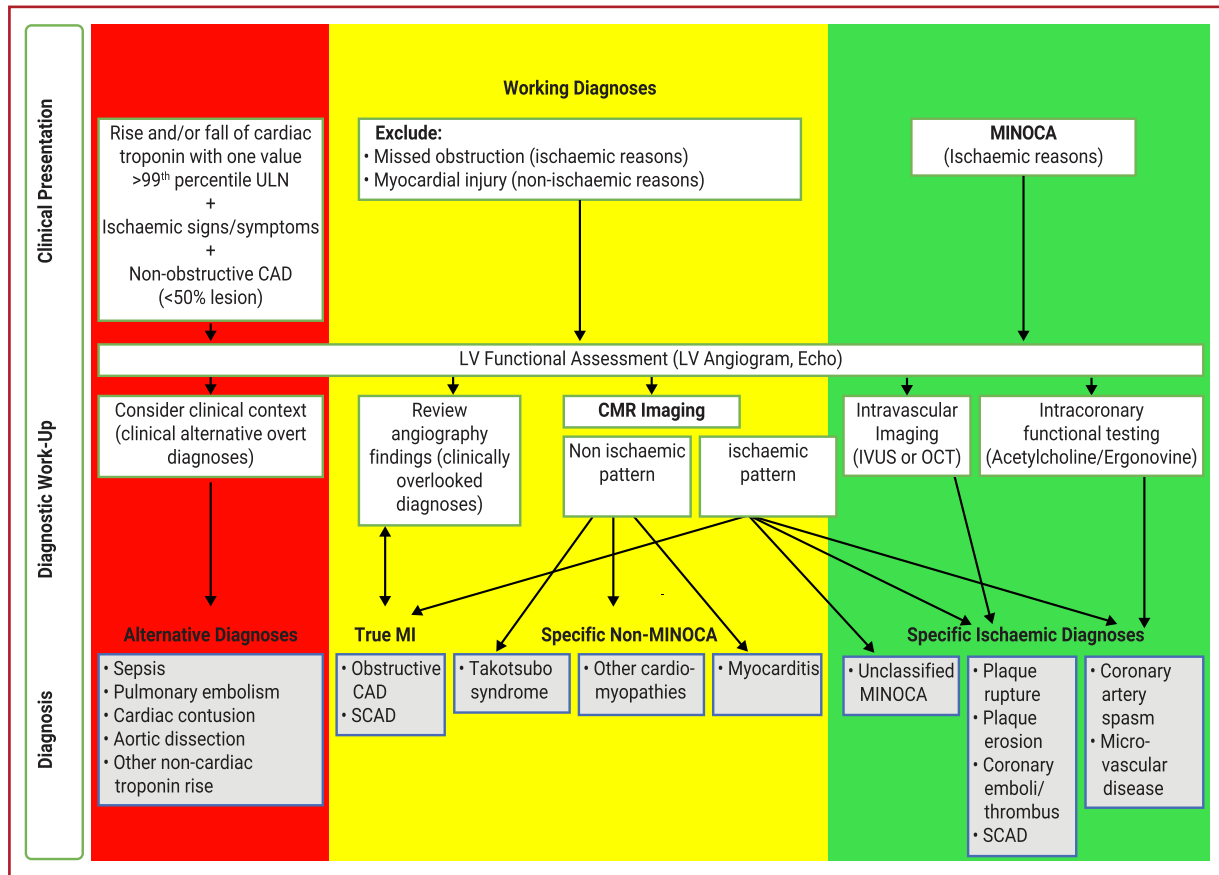 Clinical Presentation
Working Diagnoses
Rise and/or fall of cardiac
troponin with one value
>99th percentile ULN
+
Ischaemic signs/symptoms
+
Non-obstructive CAD
(<50% lesion)
Exclude:
• Missed obstruction (ischaemic reasons)
• Myocardial injury (non-ischaemic reasons)
MINOCA
(Ischaemic reasons)
LV Functional Assessment (LV Angiogram, Echo)
Diagnostic Work-Up
Consider clinical context
(clinical alternative overt
diagnoses)
Review
angiography
findings (clinically
overlooked
diagnoses)
CMR Imaging
Non ischaemic
pattern
ischaemic
pattern
Intravascular
Imaging
(IVUS or OCT)
Intracoronary
functional testing
(Acetylcholine/Ergonovine)
Diagnosis
Alternative Diagnoses
• Sepsis
• Pulmonary embolism
• Cardiac contusion
• Aortic dissection
• Other non-cardiac
troponin rise
True MI
• Obstructive
CAD
• SCAD
Specific Non-MINOCA
• Takotsubo
syndrome
• Other cardio-
myopathies
• Myocarditis
Specific Ischaemic Diagnoses
• Unclassified
MINOCA
• Plaque
rupture
• Plaque
erosion
• Coronary
emboli/
thrombus
• SCAD
• Coronary
artery
spasm
• Micro-
vascular
disease